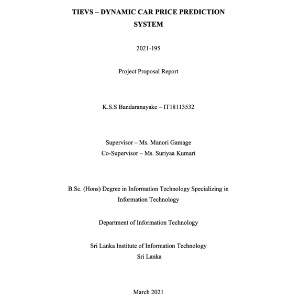 TIEVS – DYNAMIC CAR PRICE PREDICTION
SYSTEM
2021-195
Project Proposal Report
K.S.S Bandaranayake – IT18113532
Supervisor – Ms. Manori Gamage
Co-Supervisor – Ms. Suriyaa Kumari
B.Sc. (Hons) Degree in Information Technology Specializing in
Information Technology
Department of Information Technology
Sri Lanka Institute of Information Technology
Sri Lanka
March 2021